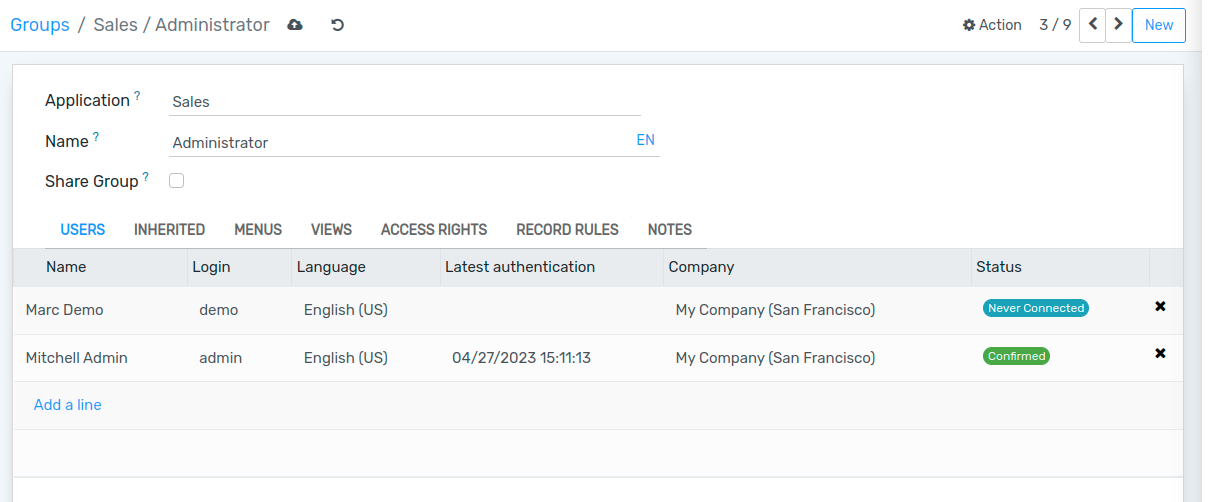 Groups / Sales / Administrator Action 3 / 9 New
Application ? Sales
Name ? Administrator EN
Share Group ?
USERS INHERITED MENUS VIEWS ACCESS RIGHTS RECORD RULES NOTES
Name Login Language Latest authentication Company Status
Marc Demo demo English (US) My Company (San Francisco) Never Connected
Mitchell Admin admin English (US) 04/27/2023 15:11:13 My Company (San Francisco) Confirmed
Add a line